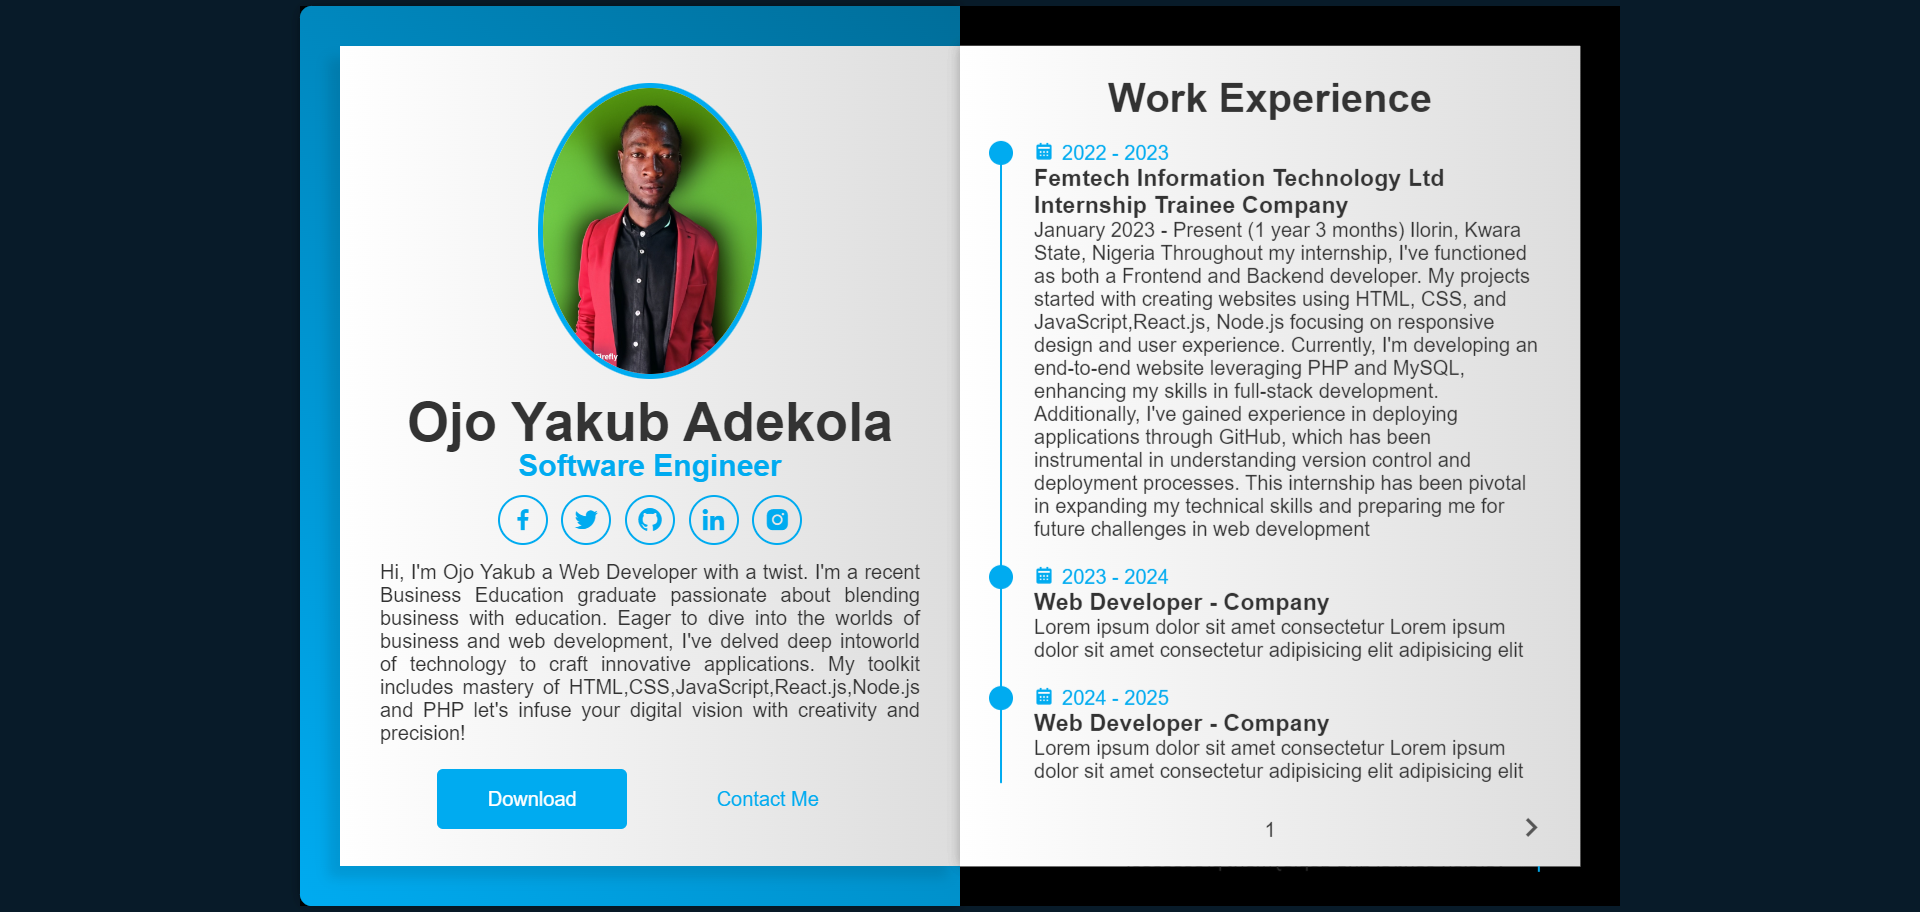 Firefly
Ojo Yakub Adekola
Software Engineer
Hi, I'm Ojo Yakub a Web Developer with a twist. I'm a recent
Business Education graduate passionate about blending
business with education. Eager to dive into the worlds of
business and web development, I've delved deep intoworld
of technology to craft innovative applications. My toolkit
includes mastery of HTML,CSS,JavaScript,React.js,Node.js
and PHP let's infuse your digital vision with creativity and
precision!
Download
Contact Me
Work Experience
2022 - 2023
Femtech Information Technology Ltd
Internship Trainee Company
January 2023 - Present (1 year 3 months) Ilorin, Kwara
State, Nigeria Throughout my internship, I've functioned
as both a Frontend and Backend developer. My projects
started with creating websites using HTML, CSS, and
JavaScript,React.js, Node.js focusing on responsive
design and user experience. Currently, I'm developing an
end-to-end website leveraging PHP and MySQL,
enhancing my skills in full-stack development.
Additionally, I've gained experience in deploying
applications through GitHub, which has been
instrumental in understanding version control and
deployment processes. This internship has been pivotal
in expanding my technical skills and preparing me for
future challenges in web development
2023 - 2024
Web Developer - Company
Lorem ipsum dolor sit amet consectetur Lorem ipsum
dolor sit amet consectetur adipisicing elit adipisicing elit
2024 - 2025
Web Developer - Company
Lorem ipsum dolor sit amet consectetur Lorem ipsum
dolor sit amet consectetur adipisicing elit adipisicing elit
1